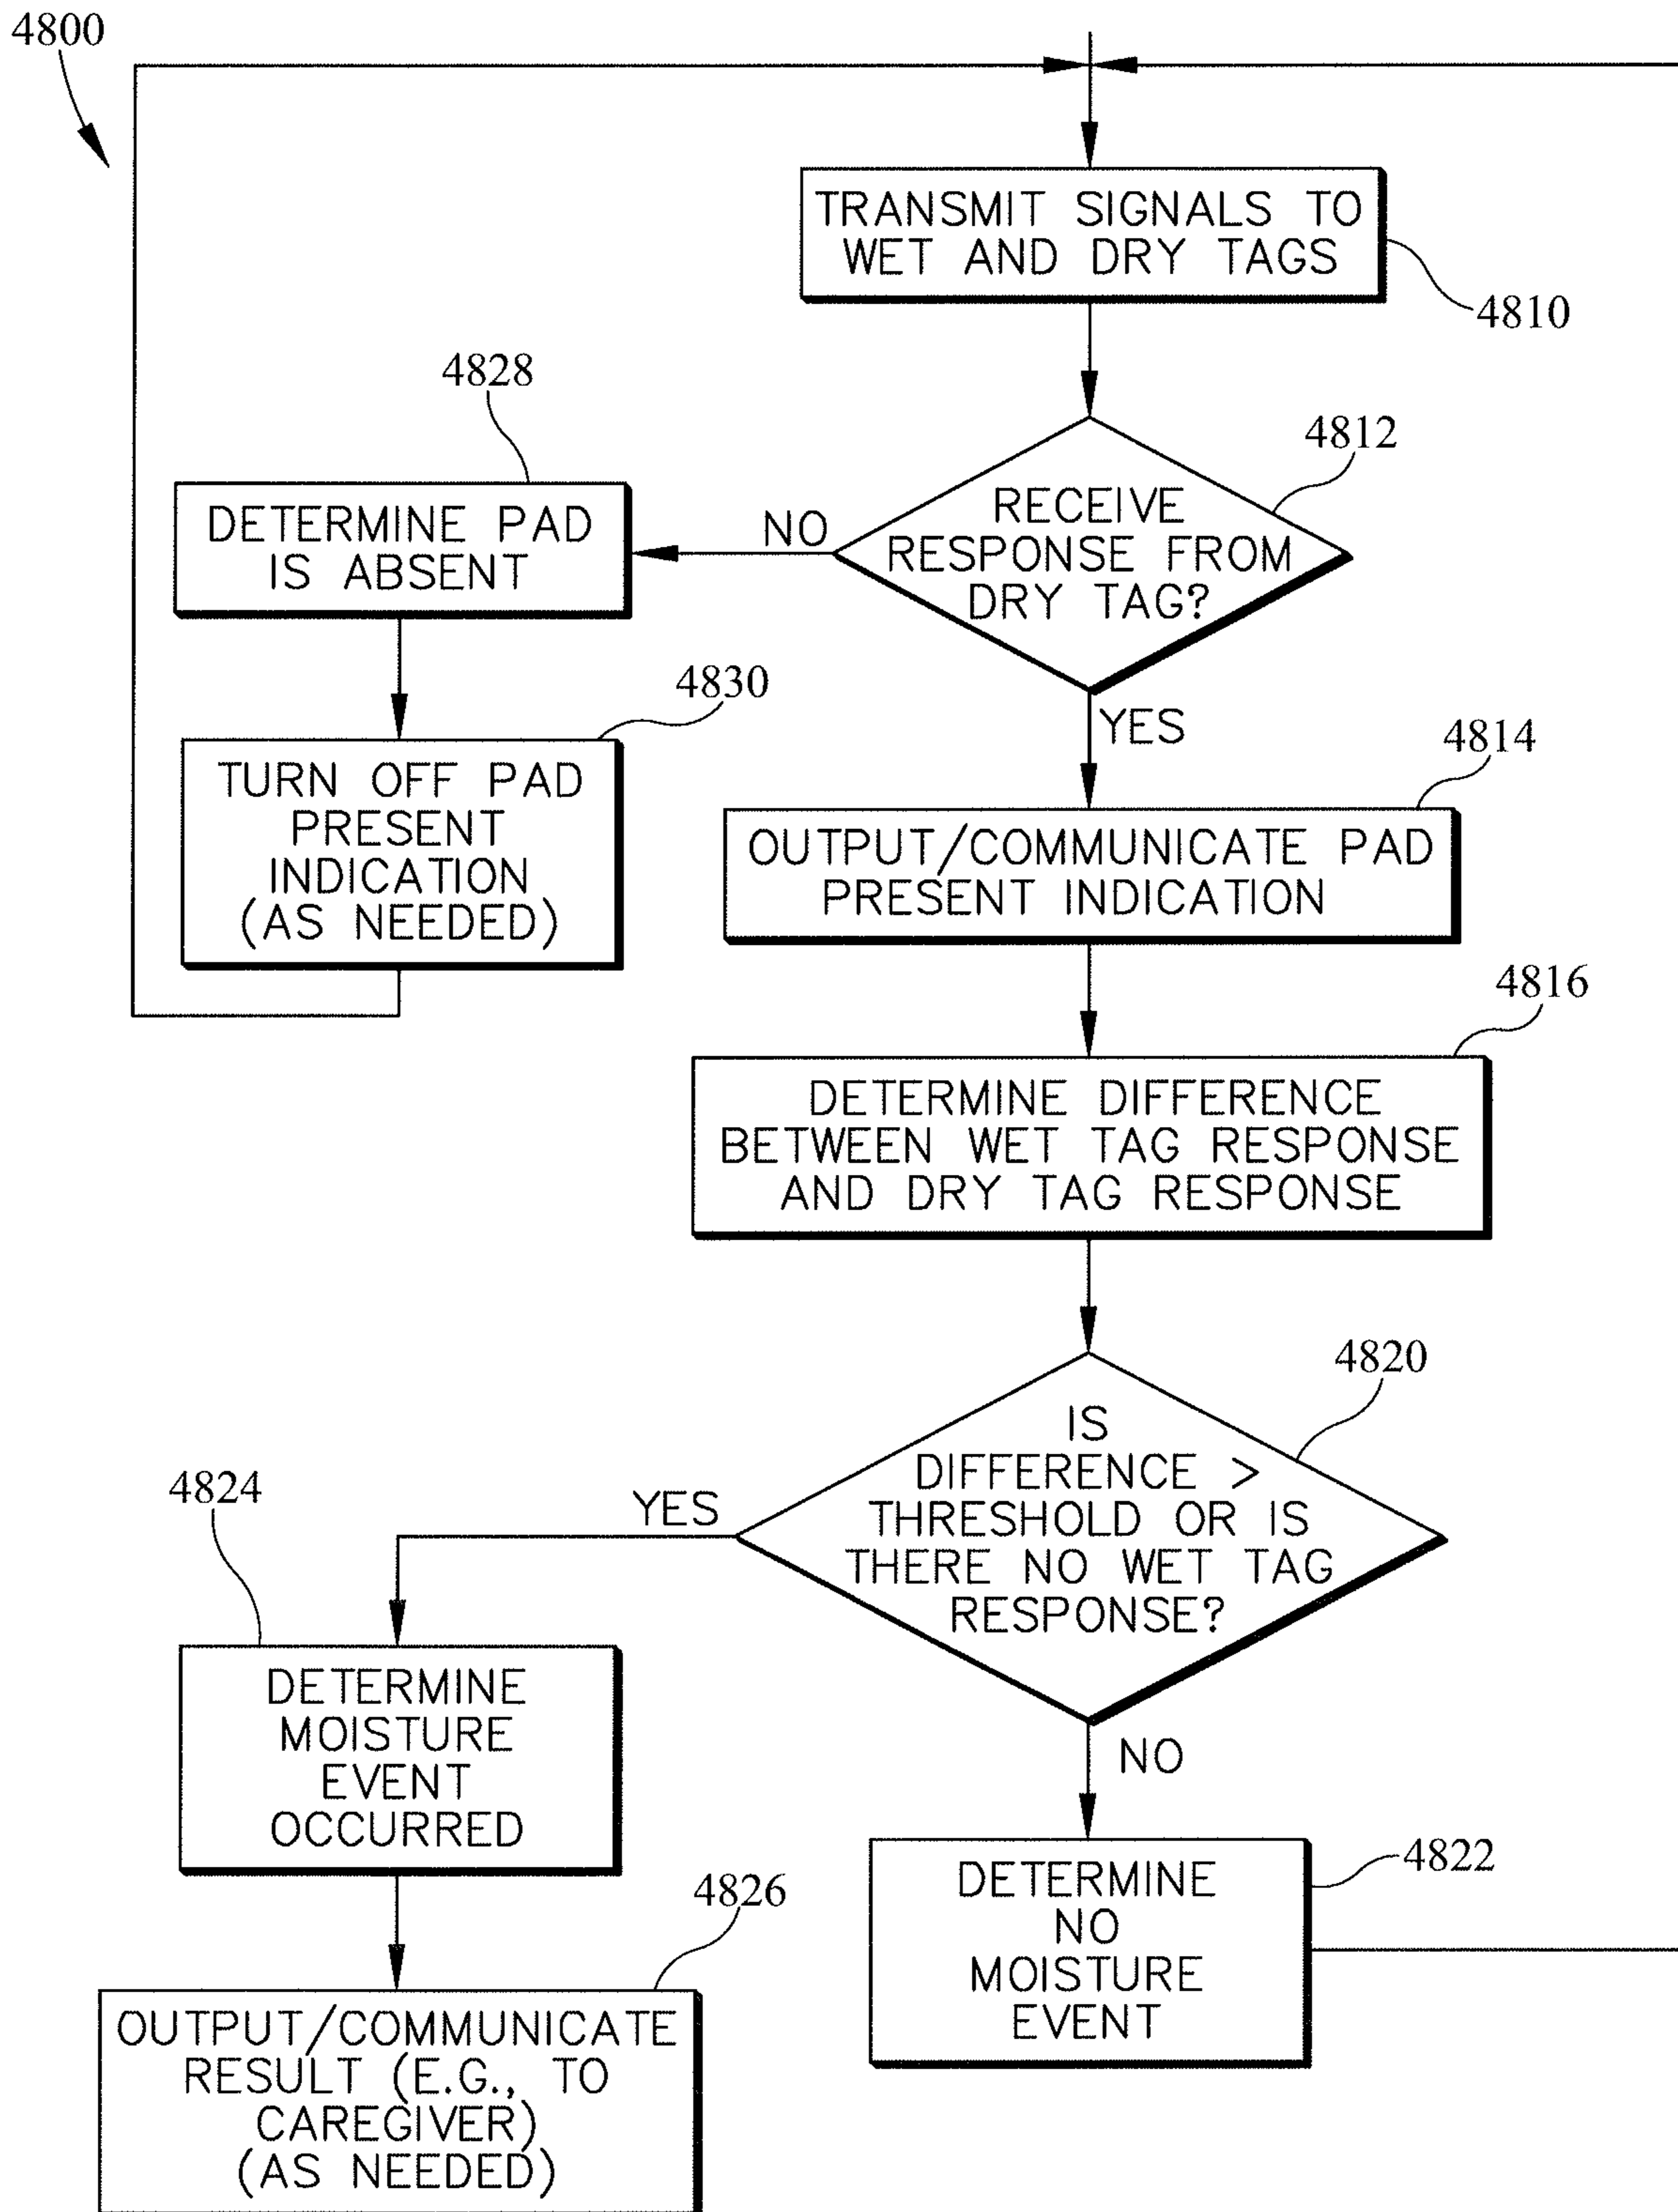 4800
TRANSMIT SIGNALS TO
WET AND DRY TAGS
4810
4828
4812
DETERMINE PAD
IS ABSENT
NO
RECEIVE
RESPONSE FROM
DRY TAG?
4830
YES
TURN OFF PAD
PRESENT
INDICATION
(AS NEEDED)
4814
OUTPUT/COMMUNICATE PAD
PRESENT INDICATION
4816
DETERMINE DIFFERENCE
BETWEEN WET TAG RESPONSE
AND DRY TAG RESPONSE
4820
IS
DIFFERENCE >
THRESHOLD OR IS
THERE NO WET TAG
RESPONSE?
4824
YES
DETERMINE
MOISTURE
EVENT
OCCURRED
NO
4822
DETERMINE
NO
MOISTURE
EVENT
4826
OUTPUT/COMMUNICATE
RESULT (E.G., TO
CAREGIVER)
(AS NEEDED)